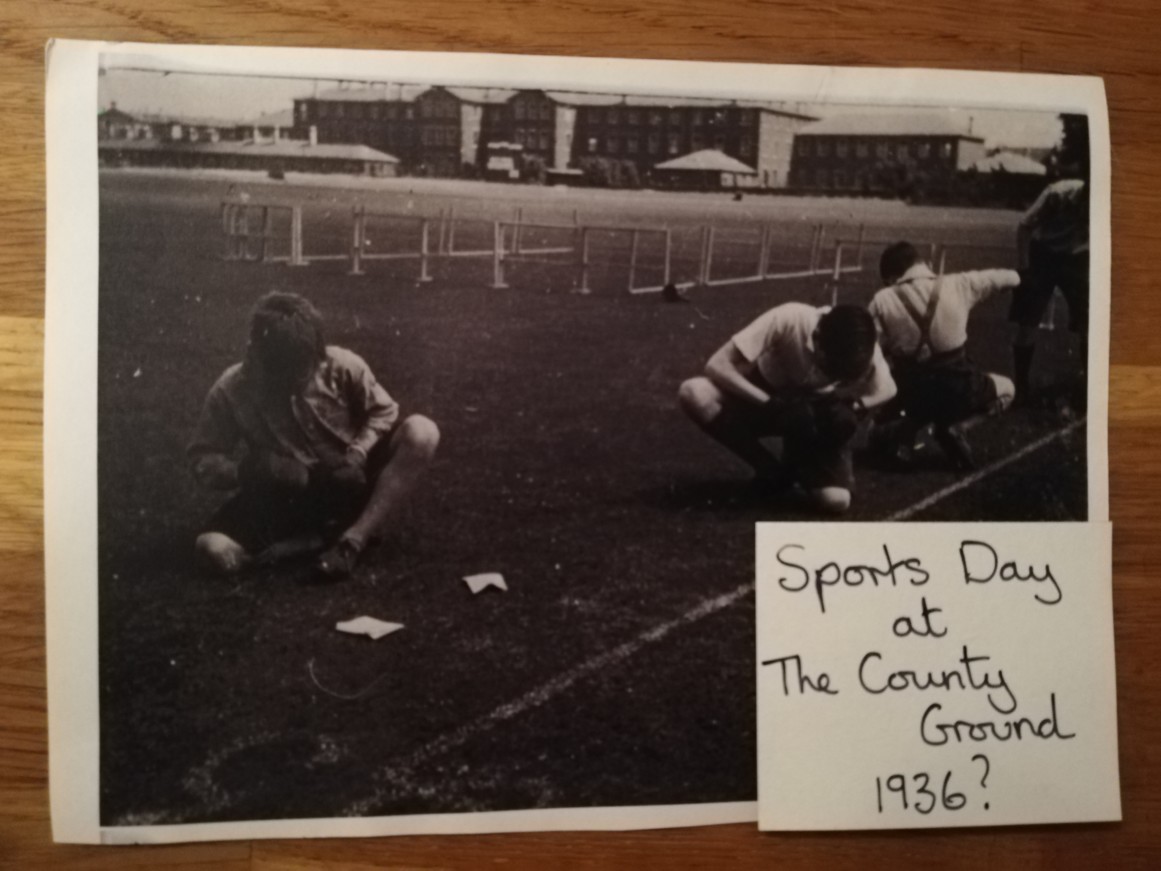 Sports Day
at
The County
Ground
1936?